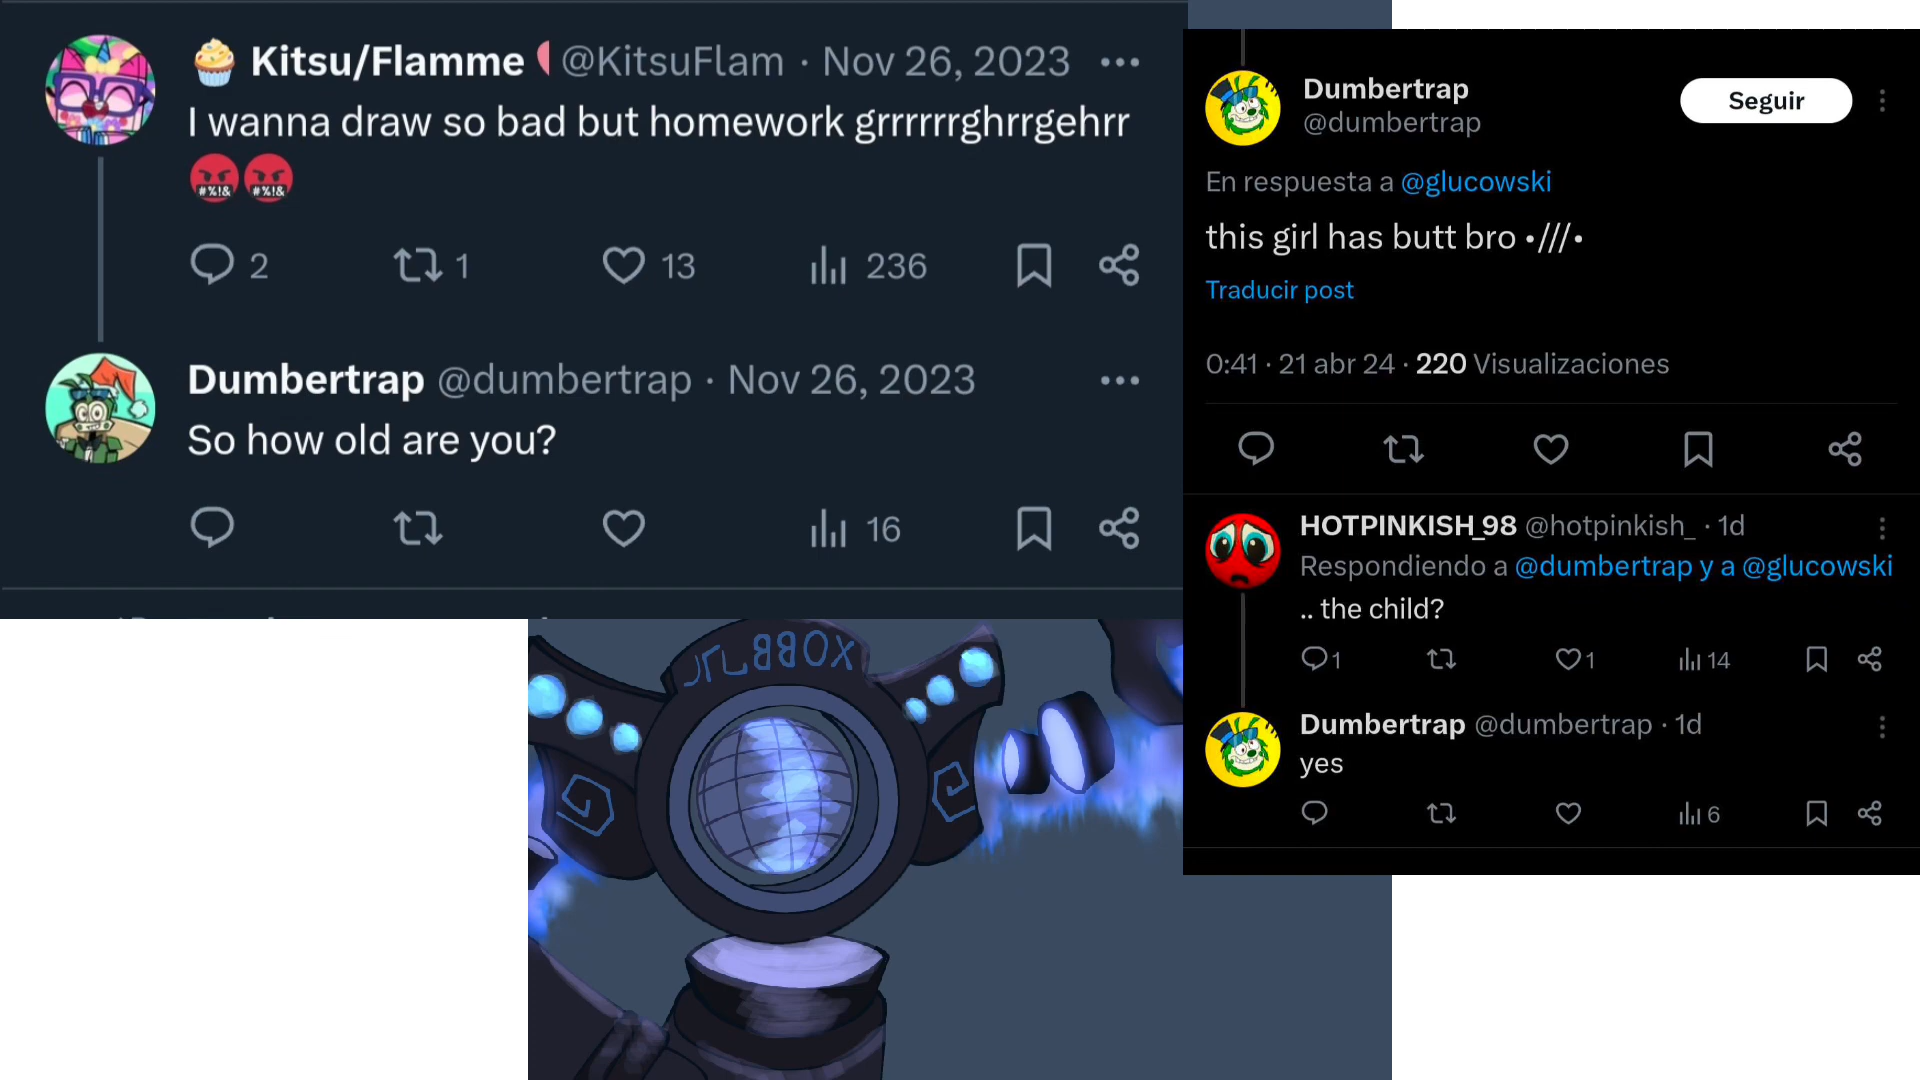 Kitsu/Flamme @KitsuFlam · Nov 26, 2023
I wanna draw so bad but homework grrrrrrghrrgehrr
#%!& #%!&
2 1 13 236
Dumbertrap @dumbertrap · Nov 26, 2023
So how old are you?
16
Dumbertrap
@dumbertrap
Seguir
En respuesta a @glucowski
this girl has butt bro •///•
Traducir post
0:41 · 21 abr 24 · 220 Visualizaciones
HOTPINKISH_98 @hotpinkish_ · 1d
Respondiendo a @dumbertrap y a @glucowski
.. the child?
1 1 14
Dumbertrap @dumbertrap · 1d
yes
6